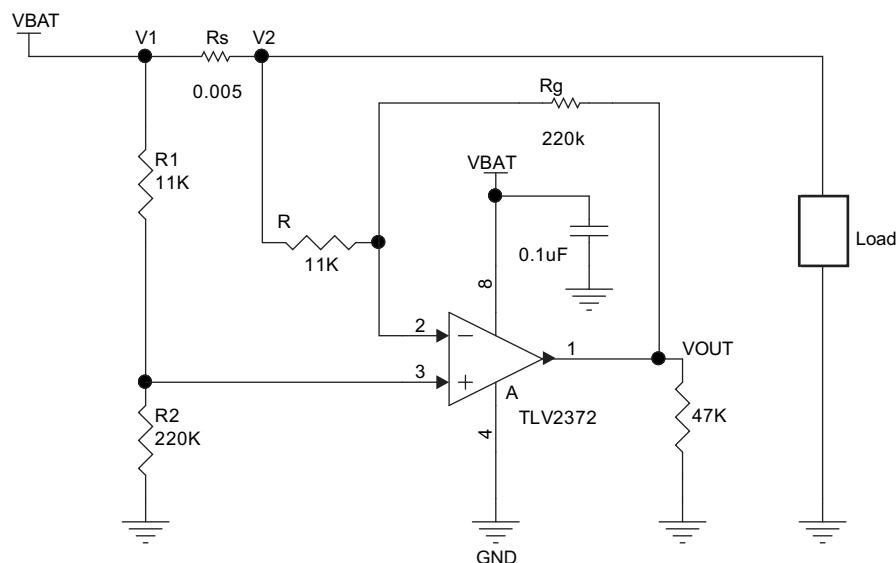 VBAT
V1
Rs
V2
0.005
Rg
220k
R1
11K
VBAT
R
11K
0.1uF
8
Load
2
1
VOUT
3
A
TLV2372
R2
220K
4
47K
GND